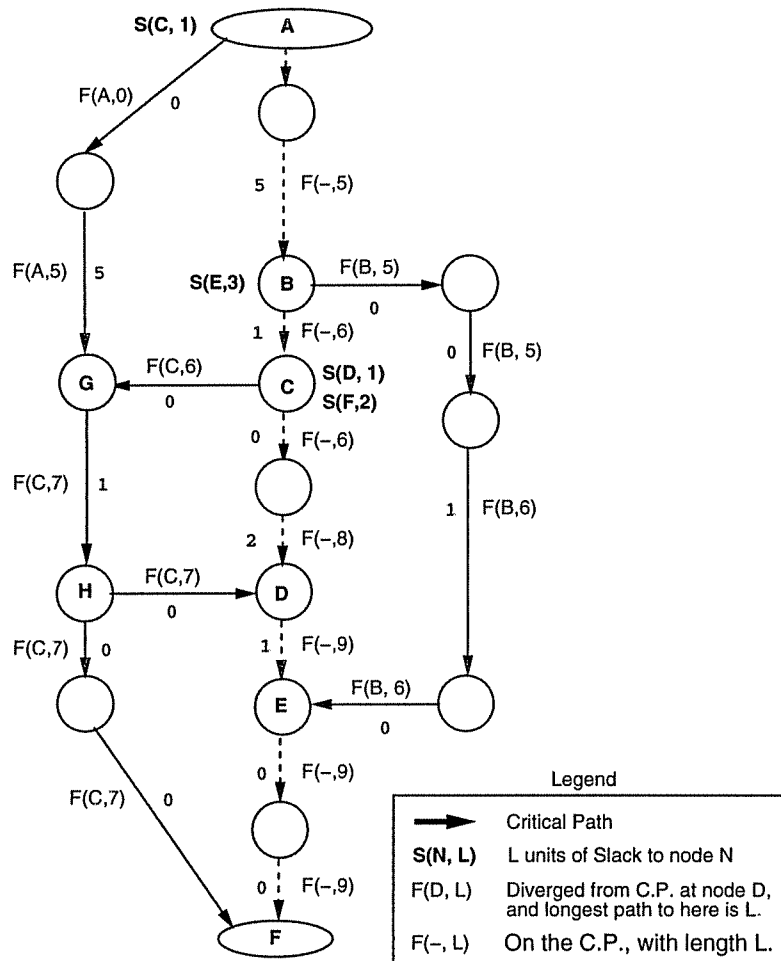 S(C, 1) A
F(A,0) 0
5 F(–,5)
F(A,5) 5
S(E,3) B F(B, 5)
0
1 F(–,6)
0 F(B, 5)
G F(C,6) C S(D, 1)
0 S(F,2)
0 F(–,6)
F(C,7) 1
1 F(B,6)
2 F(–,8)
H F(C,7) D
0
F(C,7) 0
1 F(–,9)
E F(B, 6)
0
0 F(–,9)
F(C,7) 0
0 F(–,9)
F
Legend
Critical Path
S(N, L) L units of Slack to node N
F(D, L) Diverged from C.P. at node D,
and longest path to here is L.
F(–, L) On the C.P., with length L.